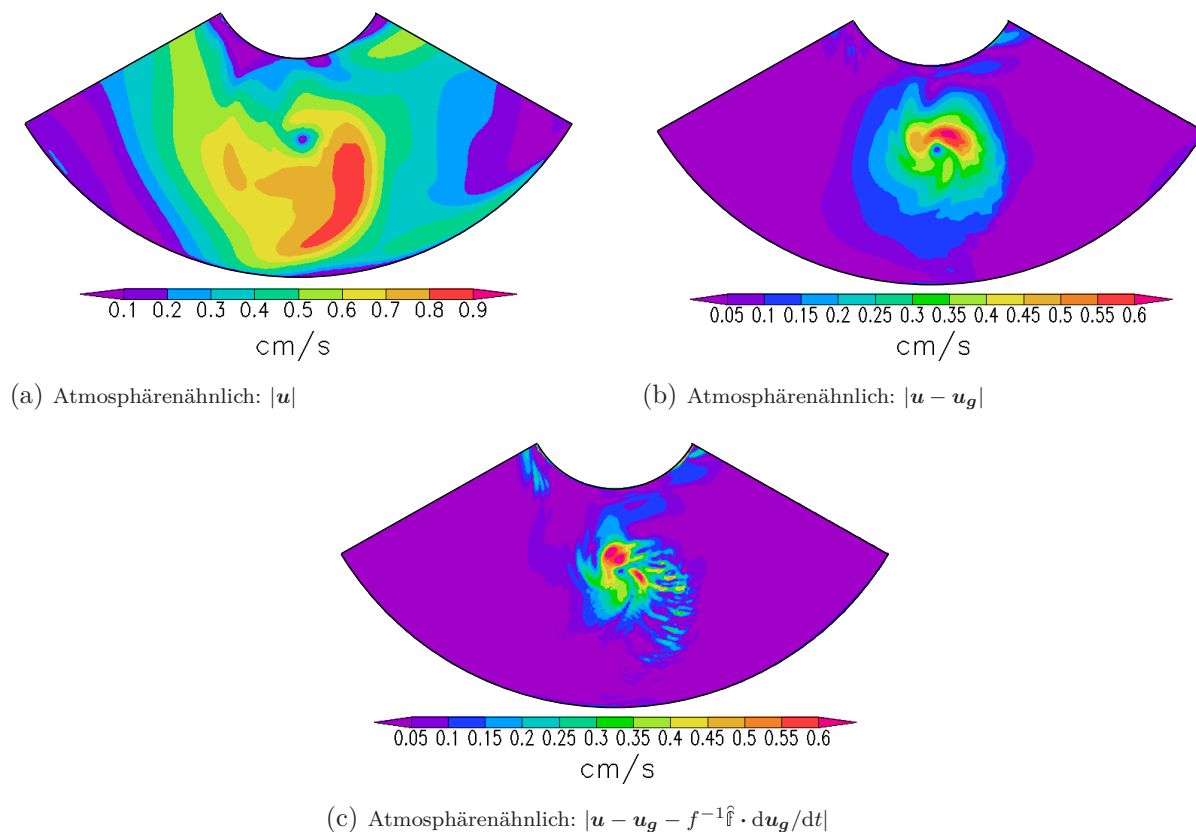 0.1 0.2 0.3 0.4 0.5 0.6 0.7 0.8 0.9
cm/s
0.05 0.1 0.15 0.2 0.25 0.3 0.35 0.4 0.45 0.5 0.55 0.6
cm/s
(a) Atmosphärenähnlich: |u|
(b) Atmosphärenähnlich: |u − u_g|
0.05 0.1 0.15 0.2 0.25 0.3 0.35 0.4 0.45 0.5 0.55 0.6
cm/s
(c) Atmosphärenähnlich: |u − u_g − f⁻¹𝕗̂ · du_g/dt|